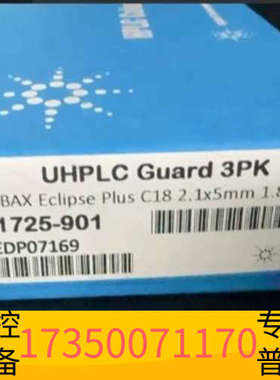 UHPLC Guard 3PK
BAX Eclipse Plus C18 2.1x5mm 1.8
1725-901
EDP07169
控 专
备 17350071170 普